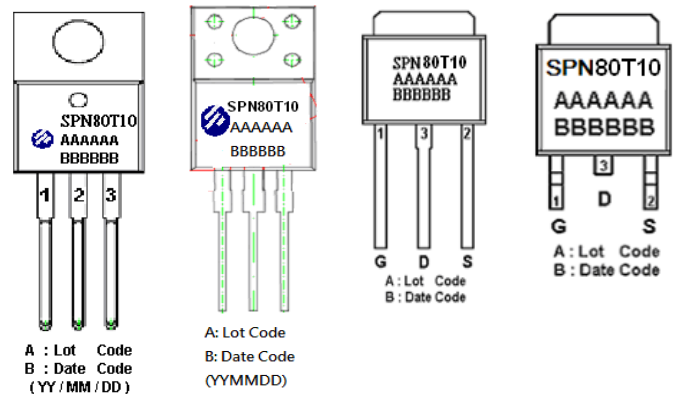 SPN80T10
AAAAAA
BBBBBB
1 2 3
A : Lot Code
B : Date Code
( YY / MM / DD )
SPN80T10
AAAAAA
BBBBBB
A: Lot Code
B: Date Code
(YYMMDD)
SPN80T10
AAAAAA
BBBBBB
1 3 2
G D S
A : Lot Code
B : Date Code
SPN80T10
AAAAAA
BBBBBB
3
1 D 2
G S
A : Lot Code
B : Date Code